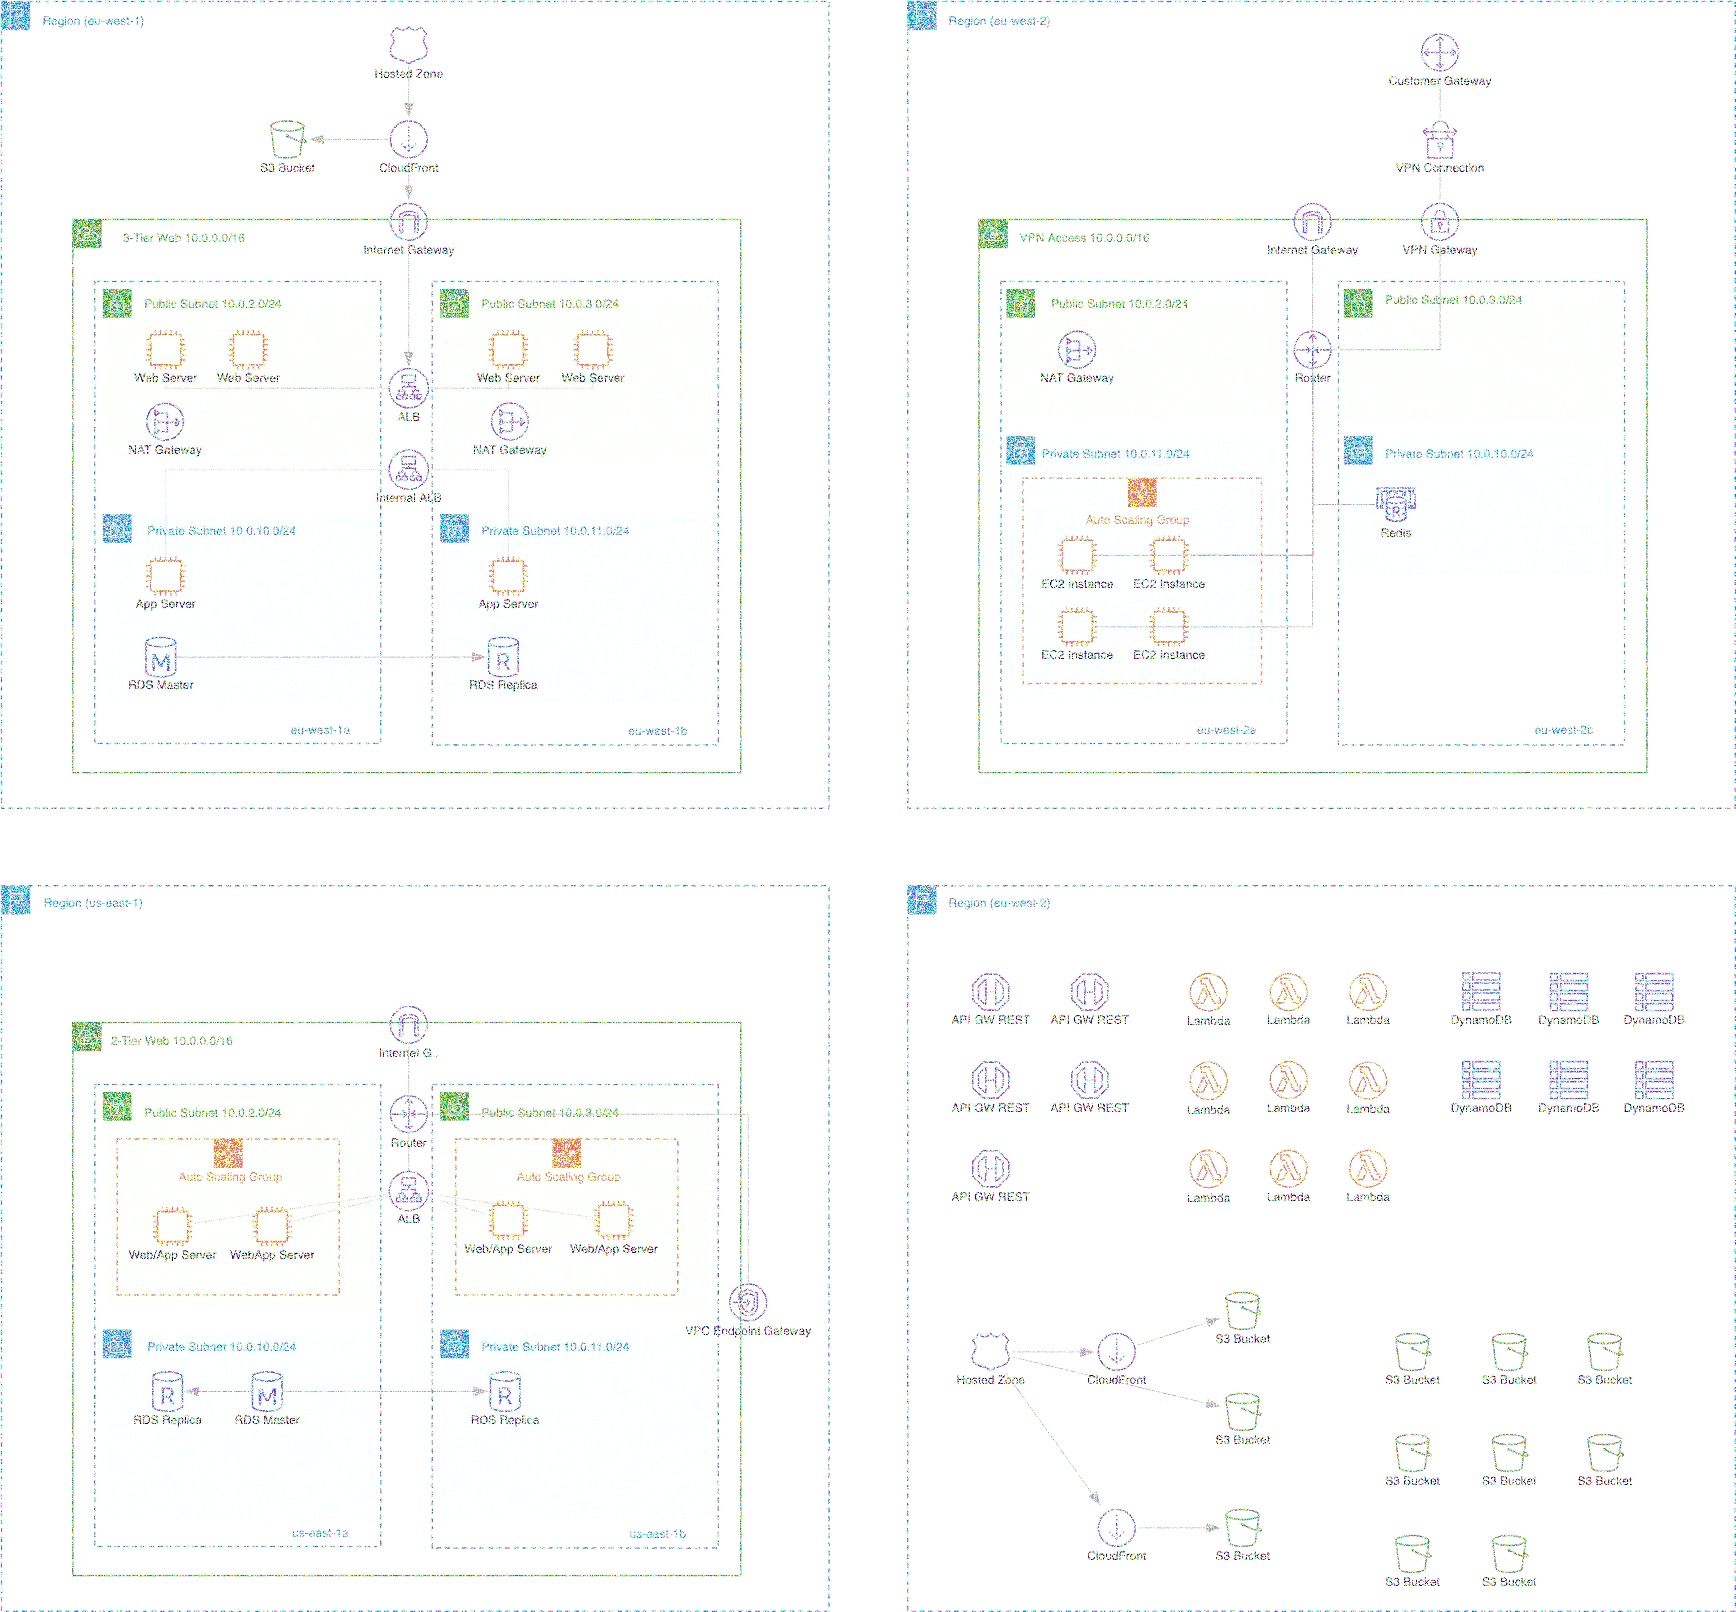 Region (eu-west-1)
Hosted Zone
S3 Bucket
CloudFront
3-Tier Web 10.0.0.0/16
Internet Gateway
Public Subnet 10.0.2.0/24
Public Subnet 10.0.3.0/24
Web Server
Web Server
Web Server
Web Server
ALB
NAT Gateway
NAT Gateway
Internal ALB
Private Subnet 10.0.10.0/24
Private Subnet 10.0.11.0/24
App Server
App Server
M
R
RDS Master
RDS Replica
eu-west-1a
eu-west-1b
Region (eu-west-2)
Customer Gateway
VPN Connection
VPN Access 10.0.0.0/16
Internet Gateway
VPN Gateway
Public Subnet 10.0.2.0/24
Public Subnet 10.0.3.0/24
NAT Gateway
Router
Private Subnet 10.0.11.0/24
Private Subnet 10.0.10.0/24
Auto Scaling Group
R
Redis
EC2 Instance
EC2 Instance
EC2 Instance
EC2 Instance
eu-west-2a
Region (us-east-1)
2-Tier Web 10.0.0.0/16
Internet G..
Public Subnet 10.0.2.0/24
Public Subnet 10.0.3.0/24
Router
Auto Scaling Group
Auto Scaling Group
ALB
Web/App Server
WebApp Server
Web/App Server
Web/App Server
VPC Endpoint Gateway
Private Subnet 10.0.10.0/24
Private Subnet 10.0.11.0/24
R
M
R
RDS Replica
RDS Master
RDS Replica
us-east-1a
us-east-1b
Region (eu-west-2)
API GW REST
API GW REST
Lambda
Lambda
Lambda
DynamoDB
DynamoDB
DynamoDB
API GW REST
API GW REST
Lambda
Lambda
Lambda
DynamoDB
DynamoDB
DynamoDB
API GW REST
Lambda
Lambda
Lambda
S3 Bucket
Hosted Zone
CloudFront
S3 Bucket
S3 Bucket
S3 Bucket
S3 Bucket
S3 Bucket
S3 Bucket
S3 Bucket
CloudFront
S3 Bucket
S3 Bucket
S3 Bucket